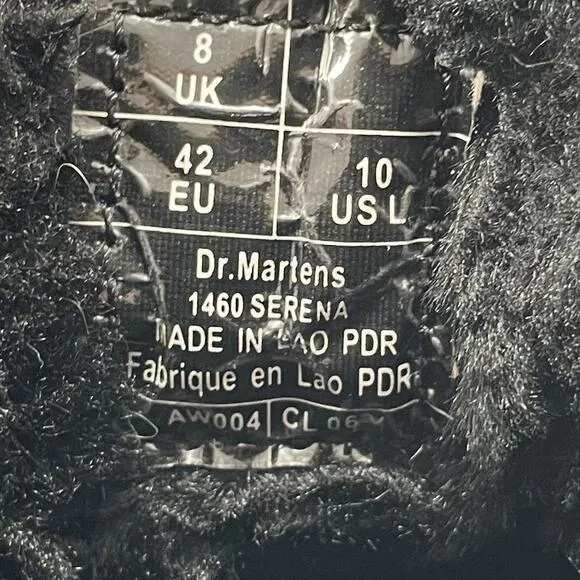 8
UK
42
EU
10
US L
Dr.Martens
1460 SERENA
MADE IN LAO PDR
Fabrique en Lao PDR
AW004 CL